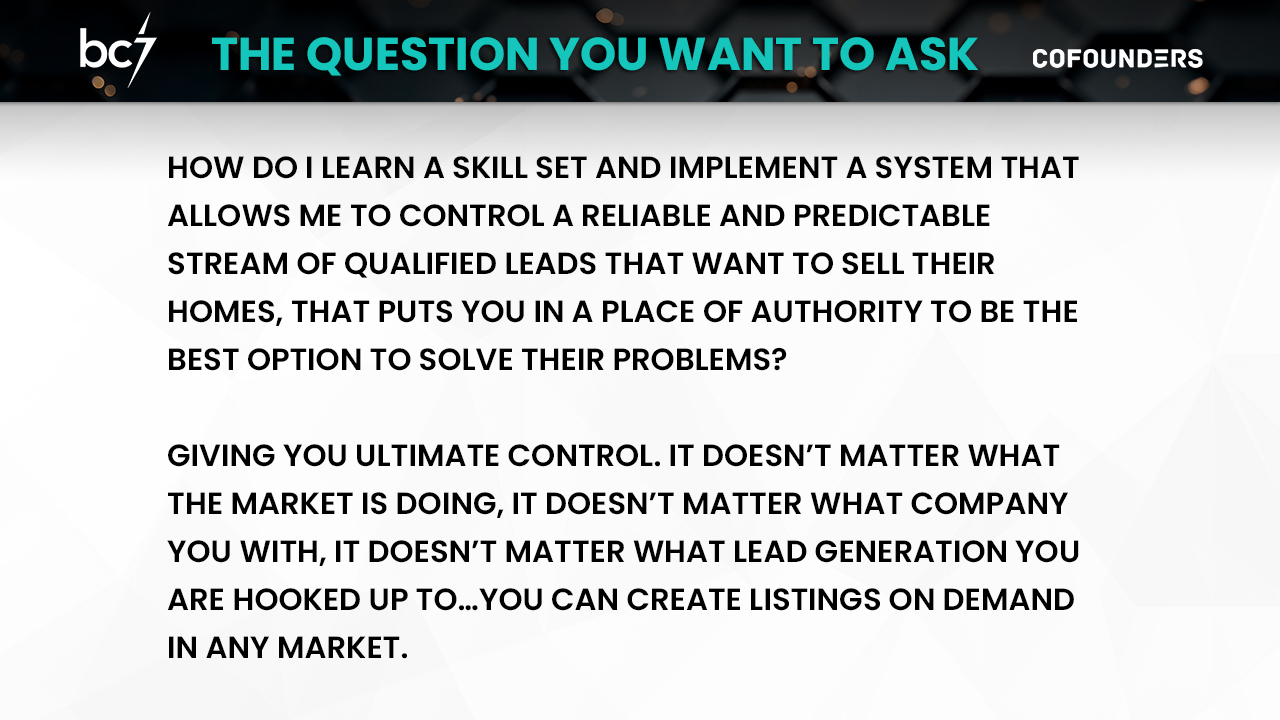 bc7
THE QUESTION YOU WANT TO ASK
COFOUNDERS
HOW DO I LEARN A SKILL SET AND IMPLEMENT A SYSTEM THAT
ALLOWS ME TO CONTROL A RELIABLE AND PREDICTABLE
STREAM OF QUALIFIED LEADS THAT WANT TO SELL THEIR
HOMES, THAT PUTS YOU IN A PLACE OF AUTHORITY TO BE THE
BEST OPTION TO SOLVE THEIR PROBLEMS?
GIVING YOU ULTIMATE CONTROL. IT DOESN’T MATTER WHAT
THE MARKET IS DOING, IT DOESN’T MATTER WHAT COMPANY
YOU WITH, IT DOESN’T MATTER WHAT LEAD GENERATION YOU
ARE HOOKED UP TO...YOU CAN CREATE LISTINGS ON DEMAND
IN ANY MARKET.